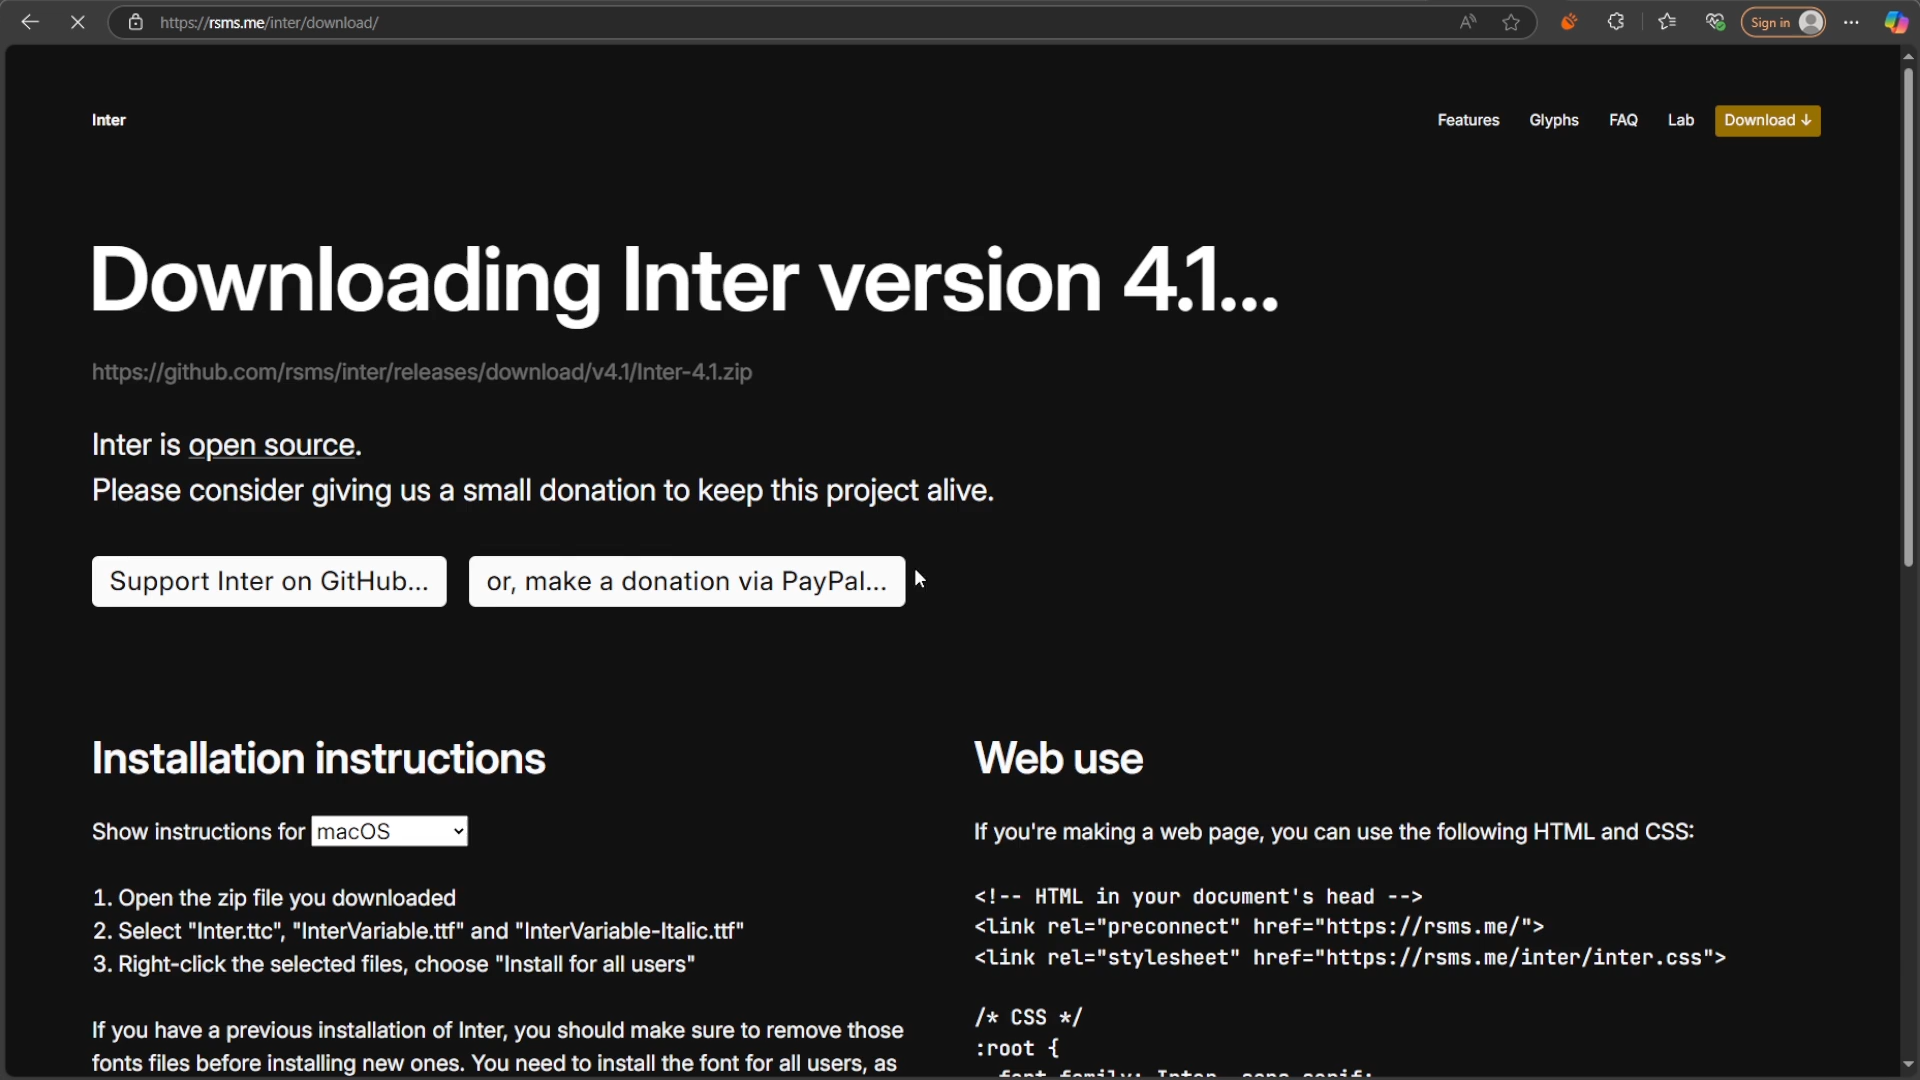 https://rsms.me/inter/download/
Sign in
Inter
Features
Glyphs
FAQ
Lab
Download ↓
Downloading Inter version 4.1...
https://github.com/rsms/inter/releases/download/v4.1/Inter-4.1.zip
Inter is open source.
Please consider giving us a small donation to keep this project alive.
Support Inter on GitHub...
or, make a donation via PayPal...
Installation instructions
Show instructions for macOS
1. Open the zip file you downloaded
2. Select "Inter.ttc", "InterVariable.ttf" and "InterVariable-Italic.ttf"
3. Right-click the selected files, choose "Install for all users"
If you have a previous installation of Inter, you should make sure to remove those
fonts files before installing new ones. You need to install the font for all users, as
Web use
If you're making a web page, you can use the following HTML and CSS:
<!-- HTML in your document's head -->
<link rel="preconnect" href="https://rsms.me/">
<link rel="stylesheet" href="https://rsms.me/inter/inter.css">
/* CSS */
:root {
font-family: Inter, sans-serif;